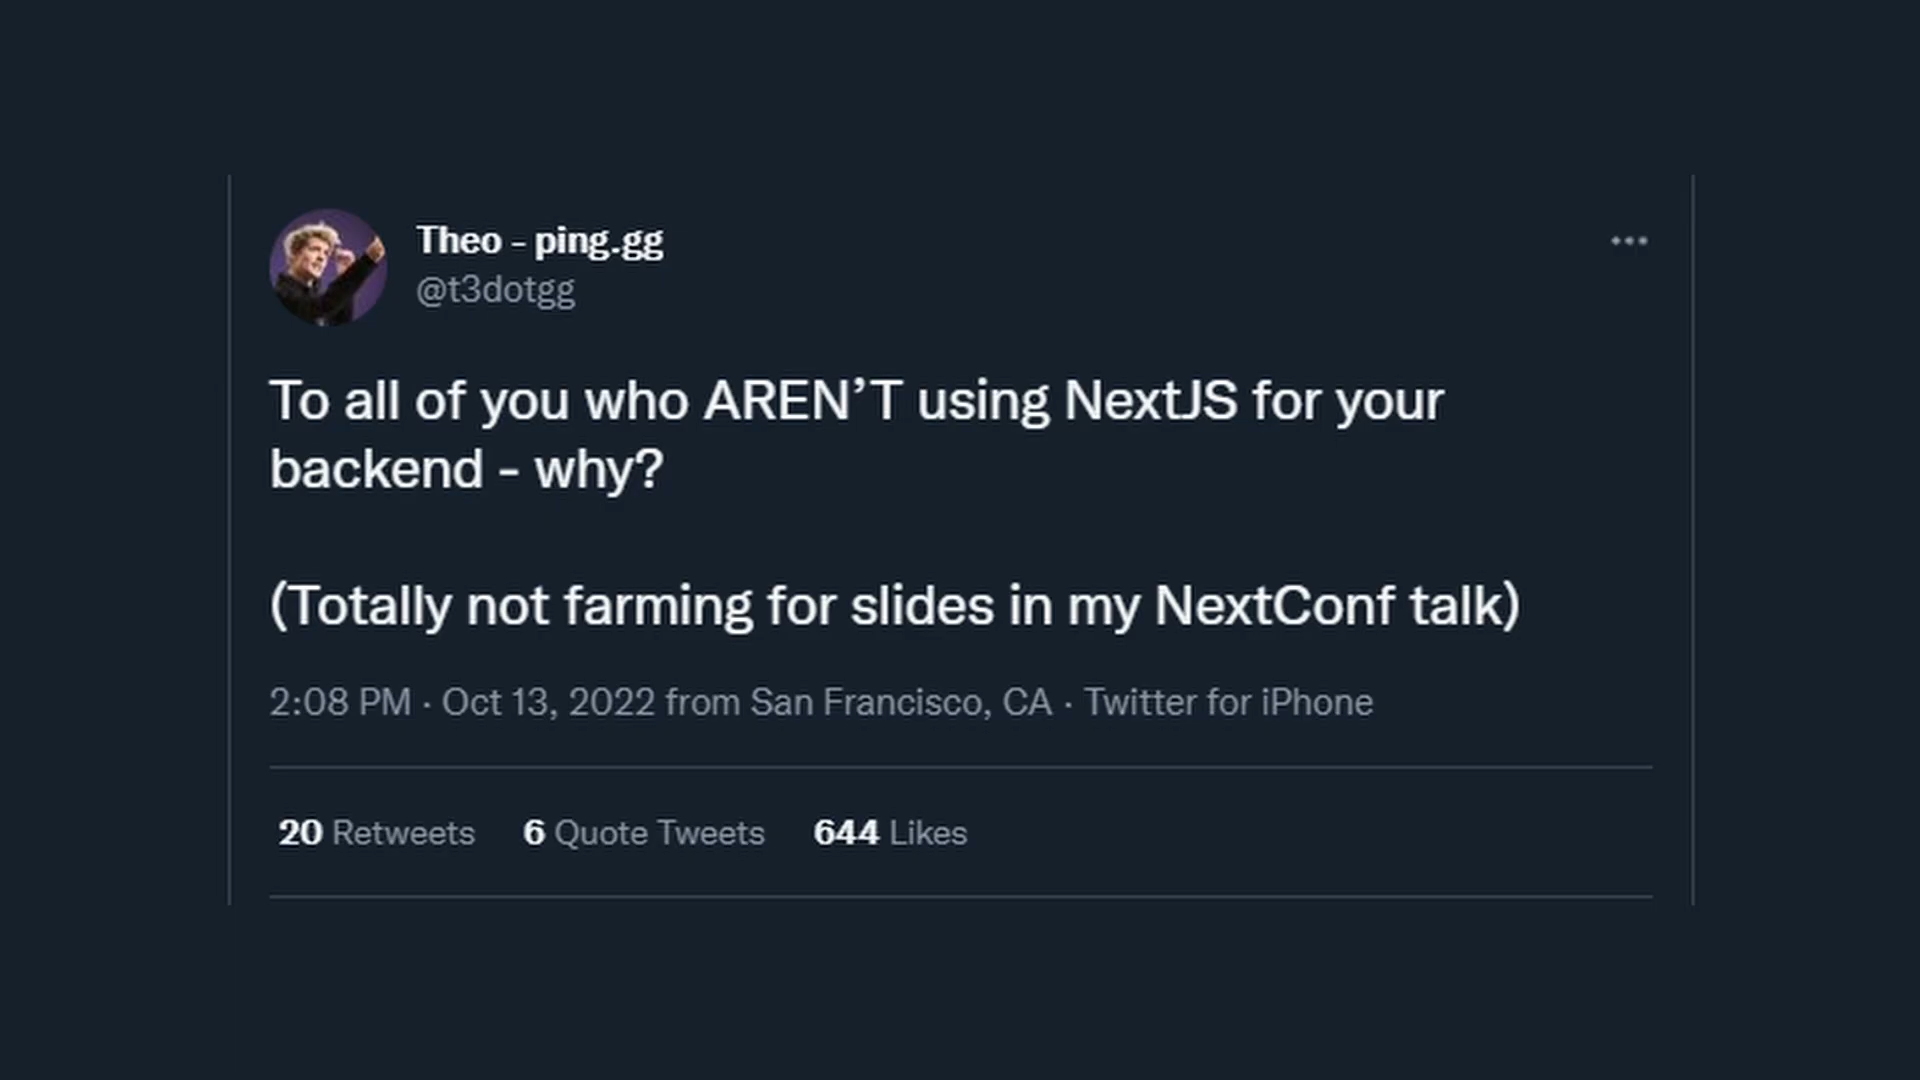 Theo - ping.gg
@t3dotgg
To all of you who AREN’T using NextJS for your
backend - why?
(Totally not farming for slides in my NextConf talk)
2:08 PM · Oct 13, 2022 from San Francisco, CA · Twitter for iPhone
20 Retweets 6 Quote Tweets 644 Likes